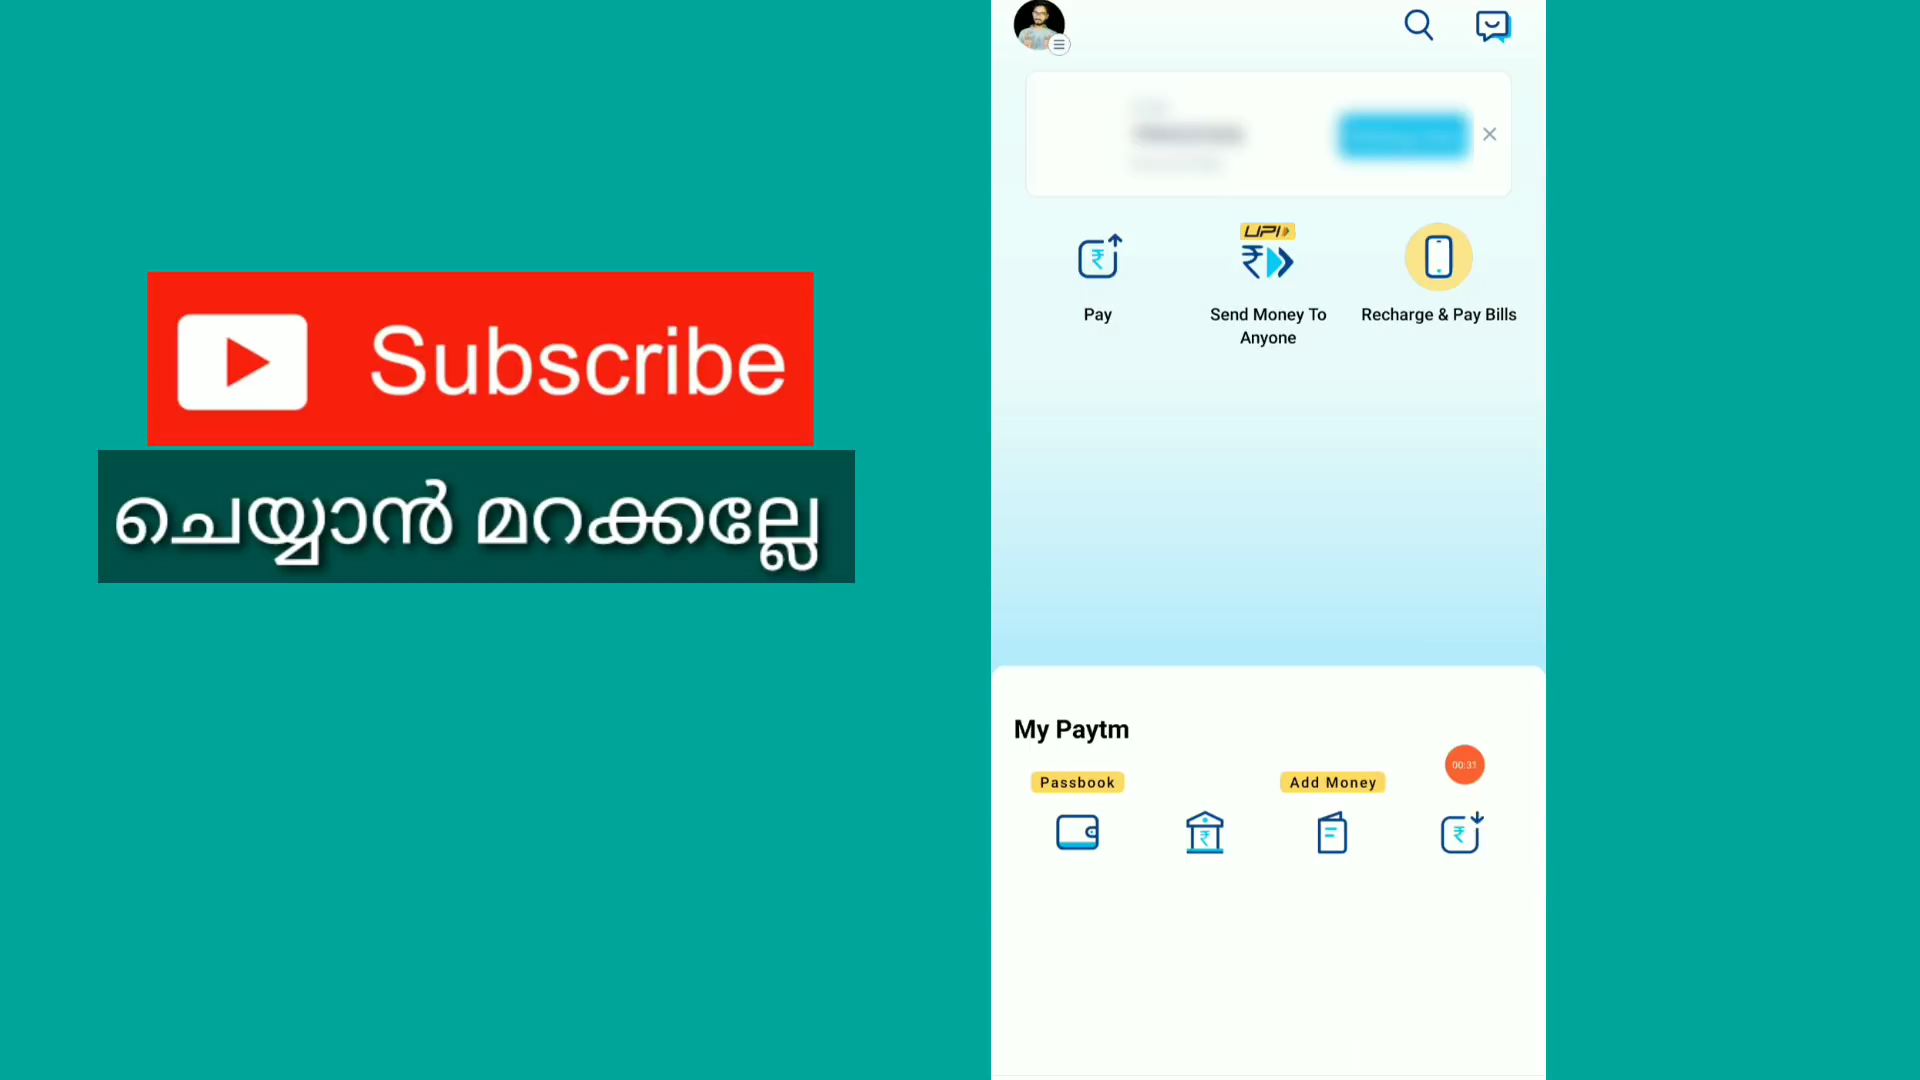 Subscribe
ചെയ്യാൻ മറക്കല്ലേ
UPI
Pay
Send Money To
Anyone
Recharge & Pay Bills
My Paytm
Passbook
Add Money
00:31